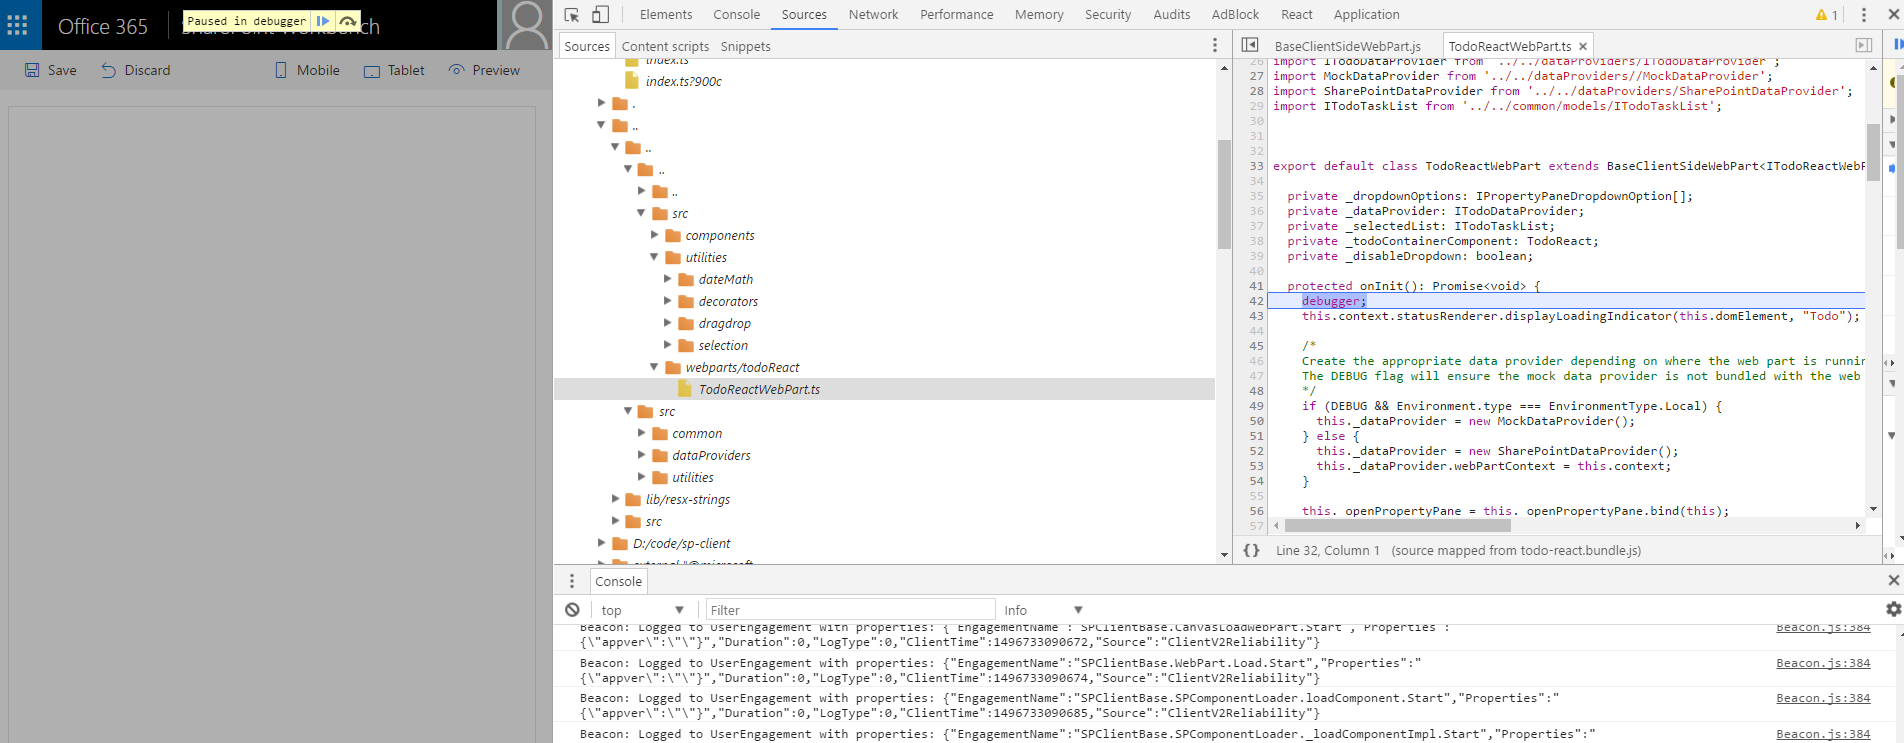 Office 365
SharePoint Workbench
Paused in debugger
Save
Discard
Mobile
Tablet
Preview
Elements
Console
Sources
Network
Performance
Memory
Security
Audits
AdBlock
React
Application
1
Sources
Content scripts
Snippets
index.ts
index.ts?900c
.
..
..
..
..
src
components
utilities
dateMath
decorators
dragdrop
selection
webparts/todoReact
TodoReactWebPart.ts
src
common
dataProviders
utilities
lib/resx-strings
src
D:/code/sp-client
external "@microsoft
BaseClientSideWebPart.js
TodoReactWebPart.ts ×
26 import ITodoDataProvider from '../../dataProviders/ITodoDataProvider';
27 import MockDataProvider from '../../dataProviders//MockDataProvider';
28 import SharePointDataProvider from '../../dataProviders/SharePointDataProvider';
29 import ITodoTaskList from '../../common/models/ITodoTaskList';
30
31
32
33 export default class TodoReactWebPart extends BaseClientSideWebPart<ITodoReactWebP
34
35 private _dropdownOptions: IPropertyPaneDropdownOption[];
36 private _dataProvider: ITodoDataProvider;
37 private _selectedList: ITodoTaskList;
38 private _todoContainerComponent: TodoReact;
39 private _disableDropdown: boolean;
40
41 protected onInit(): Promise<void> {
42 debugger;
43 this.context.statusRenderer.displayLoadingIndicator(this.domElement, "Todo");
44
45 /*
46 Create the appropriate data provider depending on where the web part is runnin
47 The DEBUG flag will ensure the mock data provider is not bundled with the web
48 */
49 if (DEBUG && Environment.type === EnvironmentType.Local) {
50 this._dataProvider = new MockDataProvider();
51 } else {
52 this._dataProvider = new SharePointDataProvider();
53 this._dataProvider.webPartContext = this.context;
54 }
55
56 this._openPropertyPane = this._openPropertyPane.bind(this);
57
{} Line 32, Column 1 (source mapped from todo-react.bundle.js)
Console
top
Filter
Info
Beacon: Logged to UserEngagement with properties: {"EngagementName":"SPClientBase.CanvasLoadWebPart.Start","Properties":" Beacon.js:384
{\"appver\":\"\"}","Duration":0,"LogType":0,"ClientTime":1496733090672,"Source":"ClientV2Reliability"}
Beacon: Logged to UserEngagement with properties: {"EngagementName":"SPClientBase.WebPart.Load.Start","Properties":" Beacon.js:384
{\"appver\":\"\"}","Duration":0,"LogType":0,"ClientTime":1496733090674,"Source":"ClientV2Reliability"}
Beacon: Logged to UserEngagement with properties: {"EngagementName":"SPClientBase.SPComponentLoader.loadComponent.Start","Properties":" Beacon.js:384
{\"appver\":\"\"}","Duration":0,"LogType":0,"ClientTime":1496733090685,"Source":"ClientV2Reliability"}
Beacon: Logged to UserEngagement with properties: {"EngagementName":"SPClientBase.SPComponentLoader._loadComponentImpl.Start","Properties":" Beacon.js:384